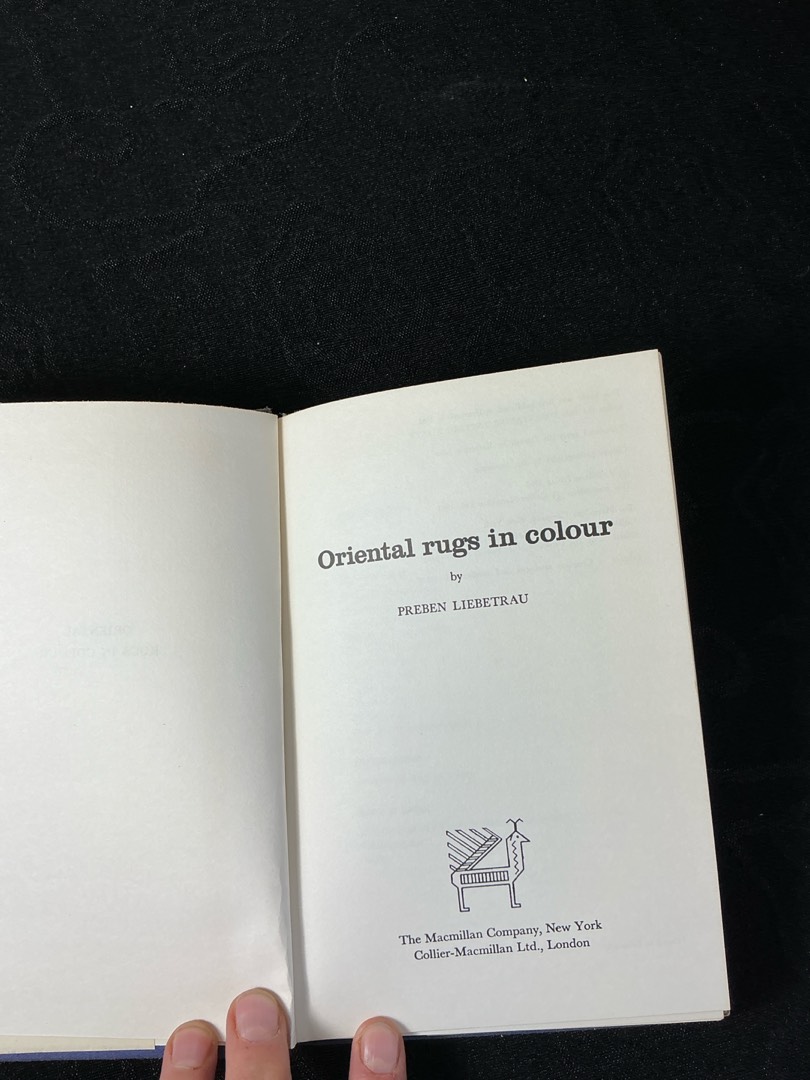 Oriental rugs in colour
by
PREBEN LIEBETRAU
The Macmillan Company, New York
Collier-Macmillan Ltd., London